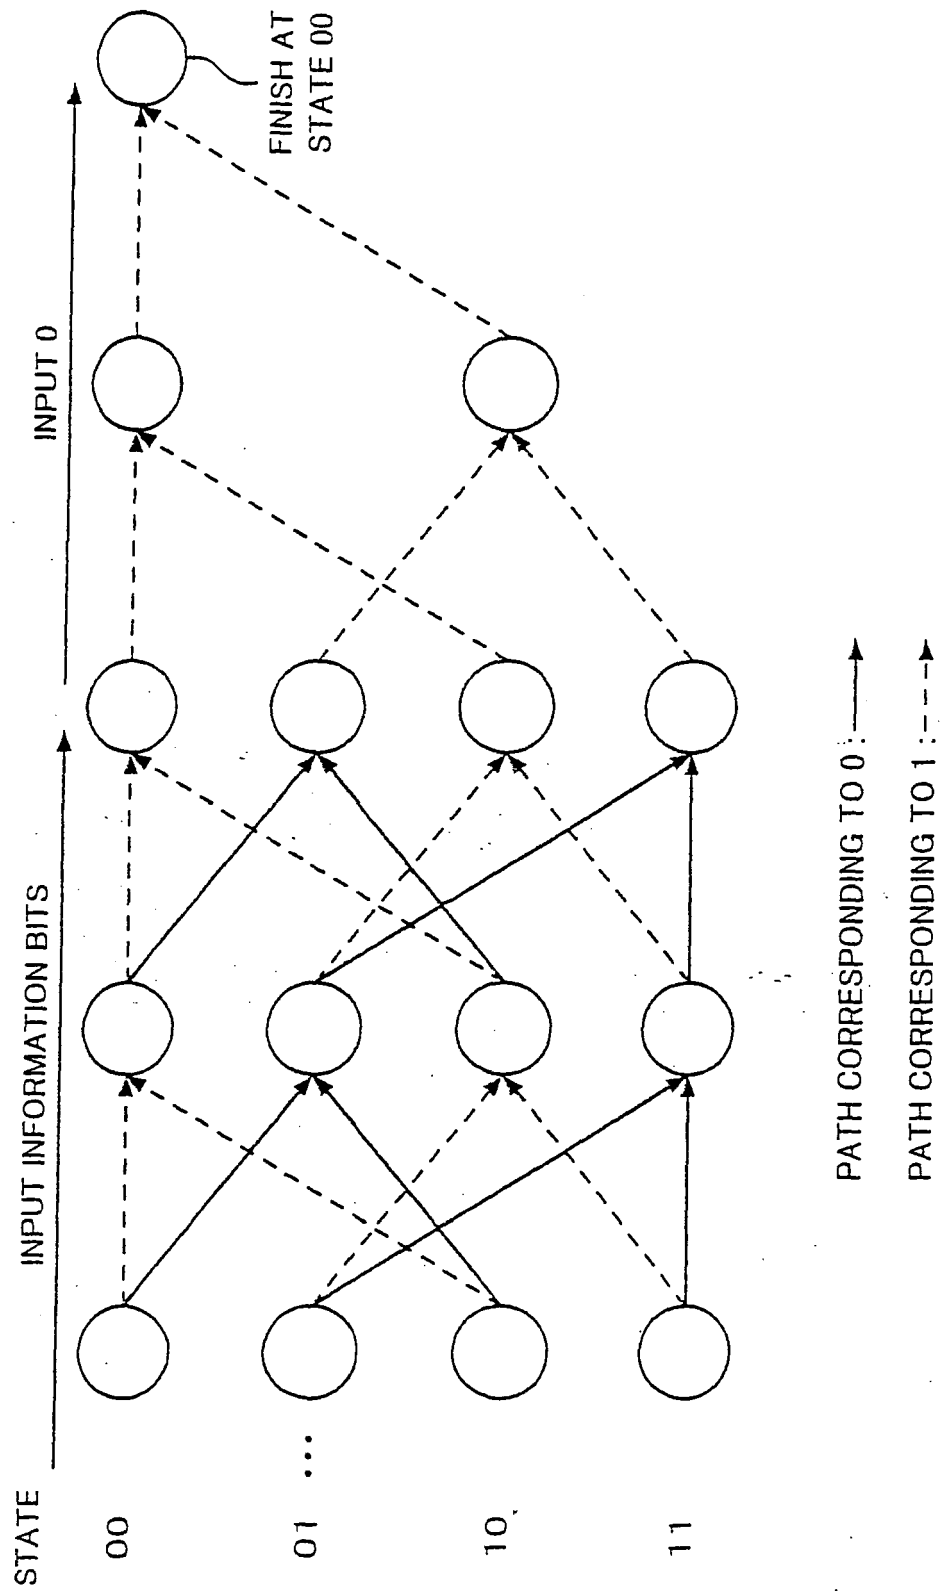 STATE
INPUT INFORMATION BITS
INPUT 0
00
01
10
11
...
FINISH AT
STATE 00
PATH CORRESPONDING TO 0 :
PATH CORRESPONDING TO 1 :